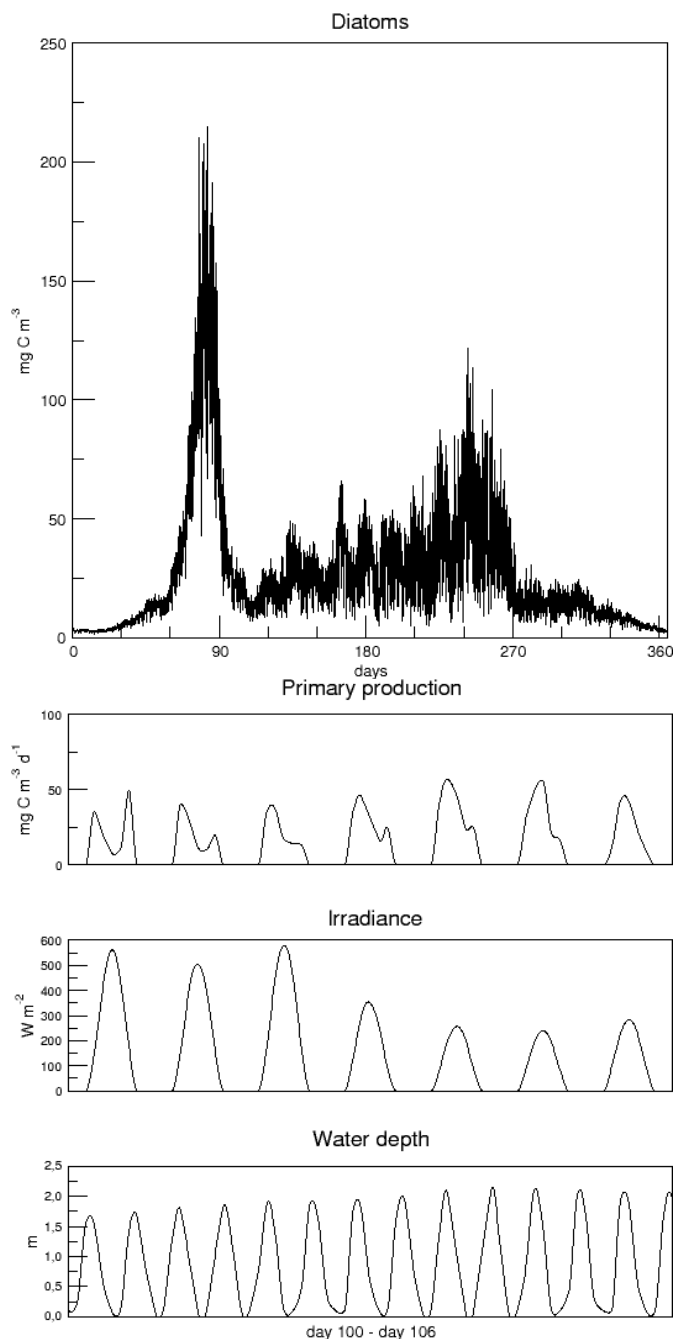 Diatoms
250
200
150
100
50
0
mg C m⁻³
0 90 180 270 360
days
Primary production
100
50
0
mg C m⁻³ d⁻¹
Irradiance
600
500
400
300
200
100
0
W m⁻²
Water depth
2,5
2,0
1,5
1,0
0,5
0,0
m
day 100 - day 106